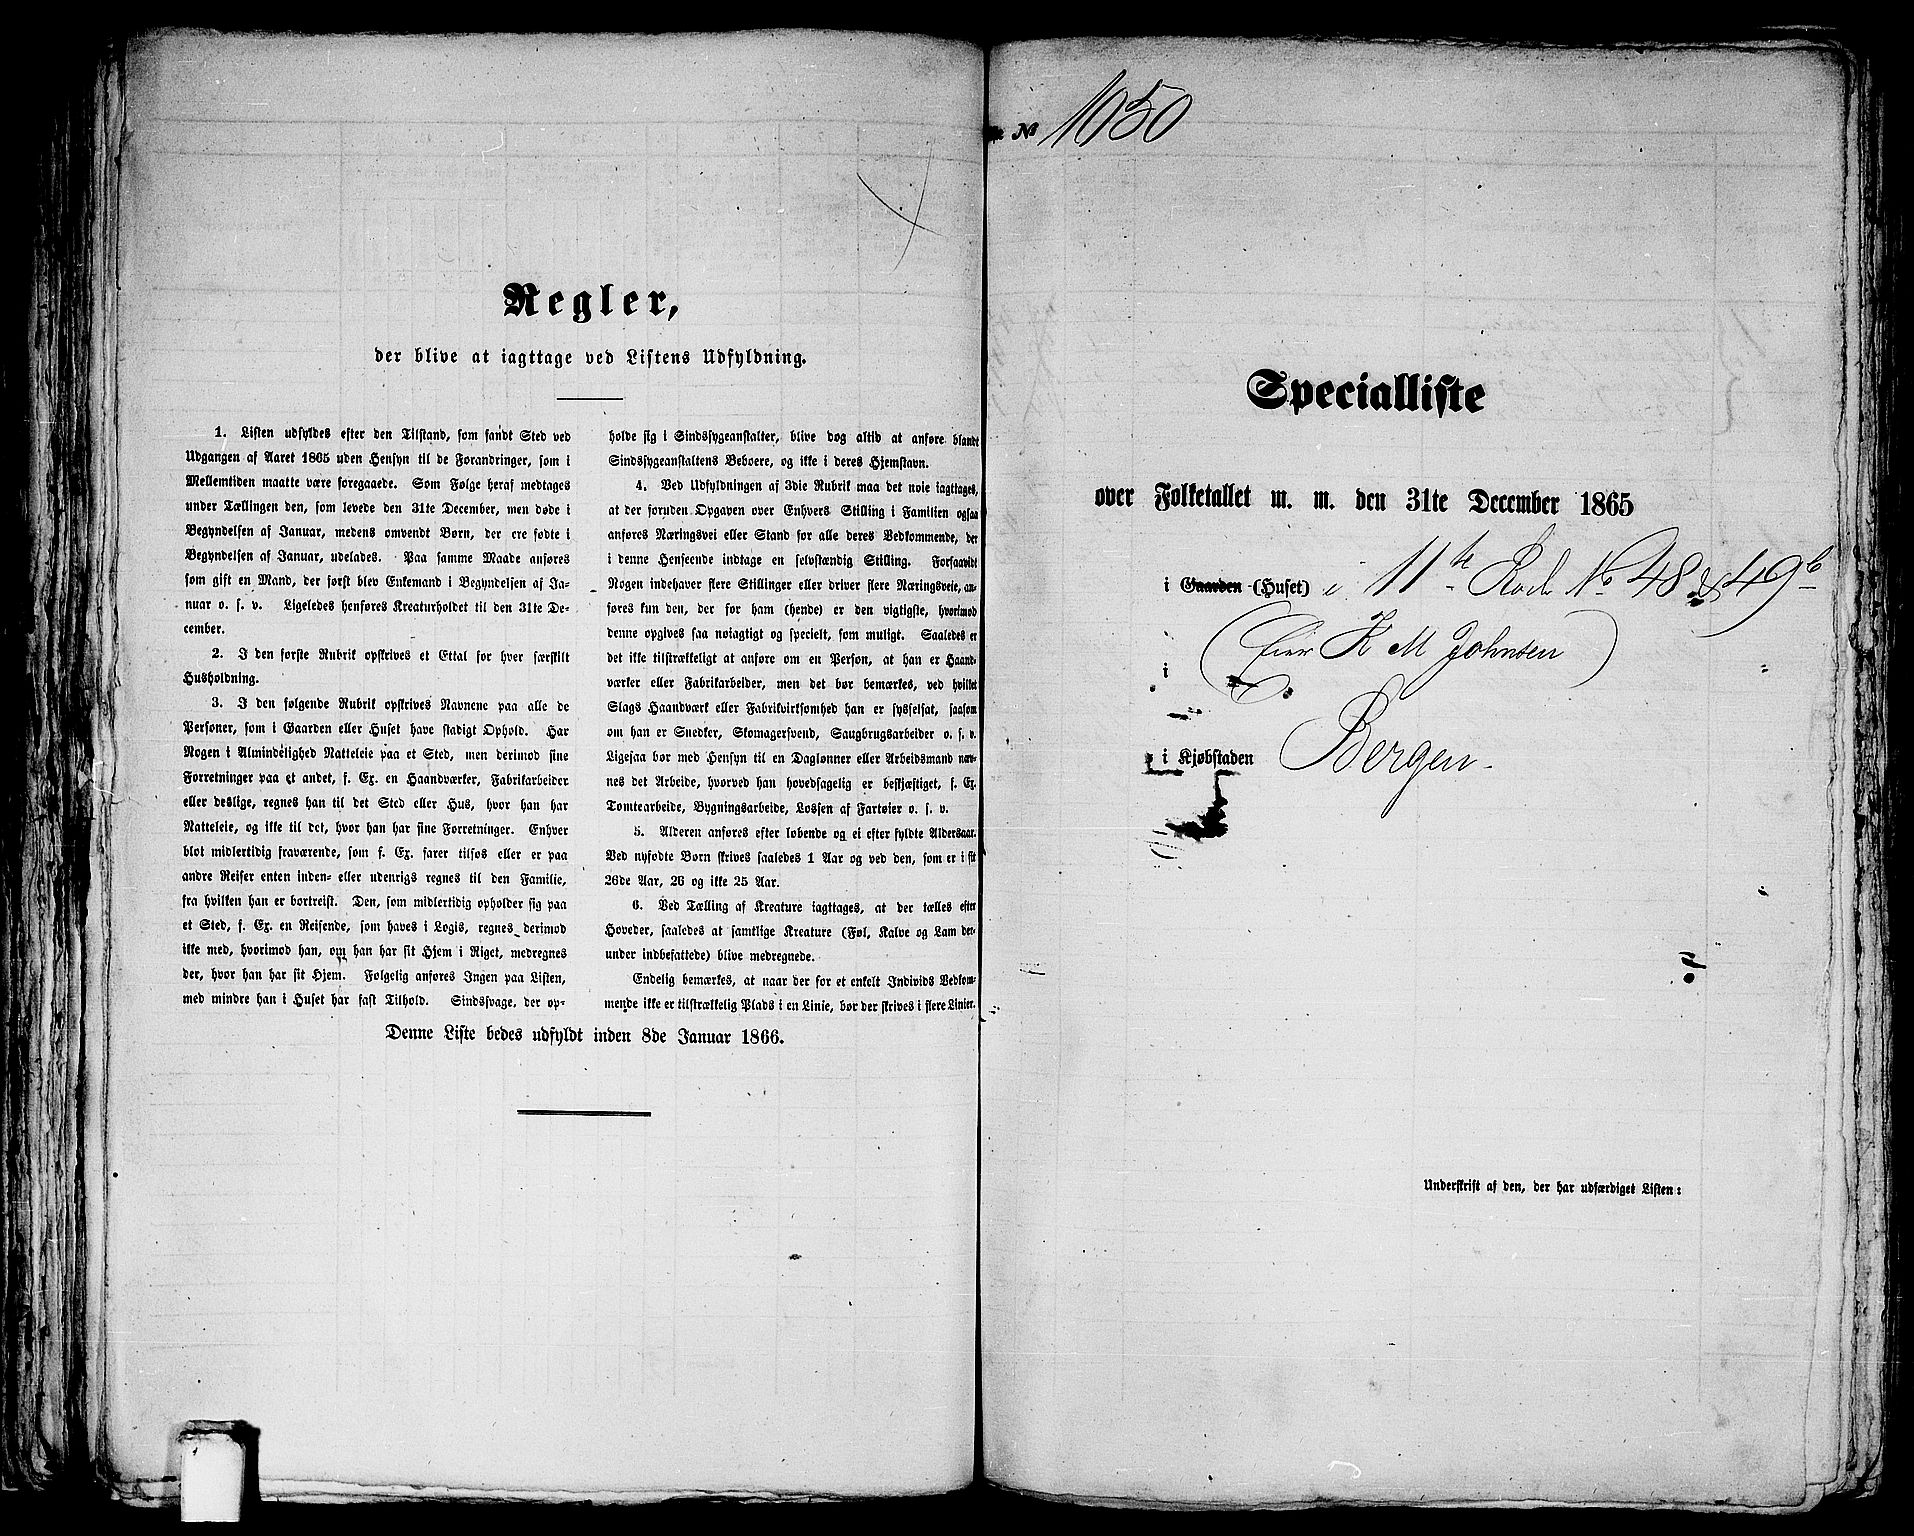 Regler,
der blive at iagttage ved Listens Udfyldning.
1. Listen udfyldes efter den Tilstand, som fandt Sted ved
Udgangen af Aaret 1865 uden Hensyn til de Forandringer, som i
Mellemtiden maatte være foregaaede. Som Følge heraf medtages
under Tællingen den, som levede den 31te December, men døde i
Begyndelsen af Januar, medens omvendt Børn, der ere fødte i
Begyndelsen af Januar, udelades. Paa samme Maade anføres
som gift en Mand, der først blev Enkemand i Begyndelsen af Ja-
nuar o. s. v. Ligeledes henføres Kreaturholdet til den 31te De-
cember.
2. I den første Rubrik opskrives et Ettal for hver særskilt
Husholdning.
3. I den følgende Rubrik opskrives Navnene paa alle de
Personer, som i Gaarden eller Huset have stadigt Ophold. Har
Nogen i Almindelighed Natteleie paa et Sted, men derimod sine
Forretninger paa et andet, f. Ex. en Haandværker, Fabrikarbeider
eller deslige, regnes han til det Sted eller Hus, hvor han har
Natteleie, og ikke til det, hvor han har sine Forretninger. Enhver
blot midlertidig fraværende, som f. Ex. farer tilsøs eller er paa
andre Reiser enten inden- eller udenrigs regnes til den Familie,
fra hvilken han er bortreist. Den, som midlertidig opholder sig paa
et Sted, f. Ex. en Reisende, som haves i Logis, regnes derimod
ikke med, hvorimod han, om han har sit Hjem i Riget, medregnes
der, hvor han har sit Hjem. Følgelig anføres Ingen paa Listen,
med mindre han i Huset har fast Tilhold. Sindssvage, der op-
holde sig i Sindssygeanstalter, blive dog altid at anføre blandt
Sindssygeanstaltens Beboere, og ikke i deres Hjemstavn.
4. Ved Udfyldningen af 3die Rubrik maa det nøie iagttages,
at der foruden Opgaven over Enhvers Stilling i Familien ogsaa
anføres Næringsvei eller Stand for alle deres Vedkommende, der
i denne Henseende indtage en selvstændig Stilling. Forsaavidt
Nogen indehaver flere Stillinger eller driver flere Næringsveie, an-
føres kun den, der for ham (hende) er den vigtigste, hvorimod
denne opgives saa nøiagtigt og specielt, som muligt. Saaledes er
det ikke tilstrækkeligt at anføre om en Person, at han er Haand-
værker eller Fabrikarbeider, men det bør bemærkes, ved hvilket
Slags Haandværk eller Fabrikvirksomhed han er sysselsat, saasom
om han er Snedker, Skomagersvend, Saugbrugsarbeider o. s. v.
Ligesaa bør med Hensyn til en Daglønner eller Arbeidsmand næv-
nes det Arbeide, hvorved han hovedsagelig er beskjæftiget, f. Ex.
Tomtearbeide, Bygningsarbeide, Lossen af Fartøier o. s. v.
5. Alderen anføres efter løbende og ei efter fyldte Aldersaar.
Ved nyfødte Børn skrives saaledes 1 Aar og ved den, som er i sit
26de Aar, 26 og ikke 25 Aar.
6. Ved Tælling af Kreature iagttages, at der tælles efter
Hoveder, saaledes at samtlige Kreature (Føl, Kalve og Lam der-
under indbefattede) blive medregnede.
Endelig bemærkes, at naar der for et enkelt Individs Vedkom-
mende ikke er tilstrækkelig Plads i en Linie, bør der skrives i flere Linier.
Denne Liste bedes udfyldt inden 8de Januar 1866.
No 1050
Specialliste
over Folketallet m. m. den 31te December 1865
i Gaarden (Huset) i 11te Rode No 48 & 49b
i (Eier K M Johnsen)
i Kjøbstaden Bergen
Underskrift af den, der har udfærdiget Listen: